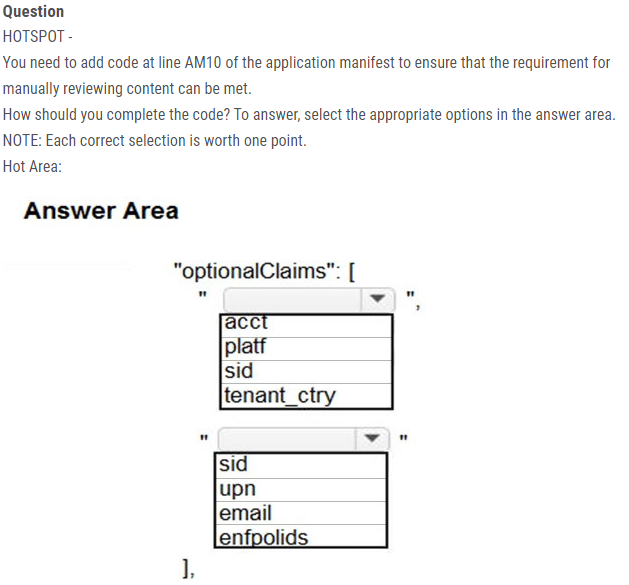 Question
HOTSPOT -
You need to add code at line AM10 of the application manifest to ensure that the requirement for
manually reviewing content can be met.
How should you complete the code? To answer, select the appropriate options in the answer area.
NOTE: Each correct selection is worth one point.
Hot Area:
Answer Area
"optionalClaims": [
" ",
acct
platf
sid
tenant_ctry
" "
sid
upn
email
enfpolids
],